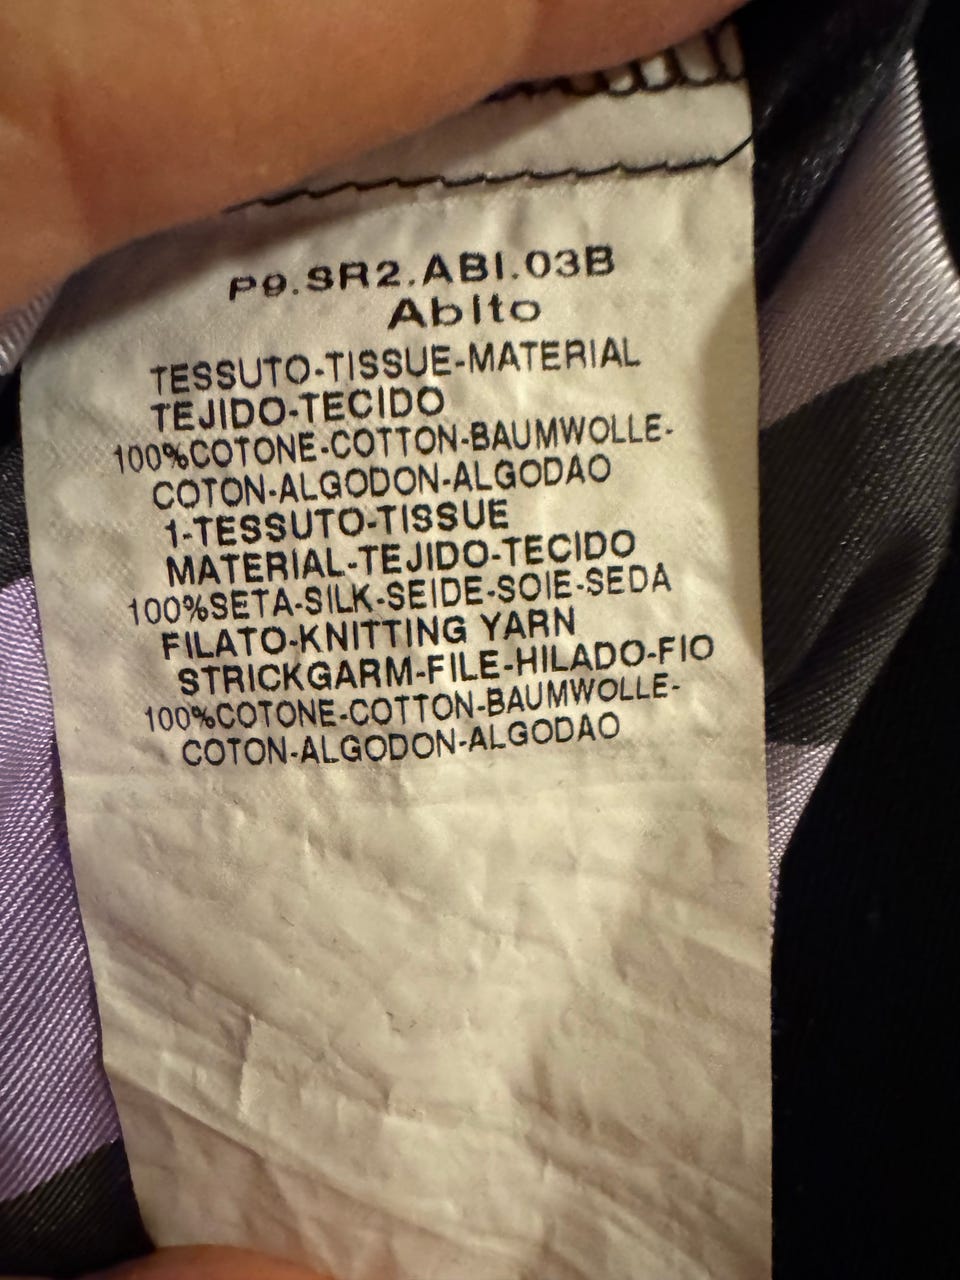 P9.SR2.ABI.03B
Abito
TESSUTO-TISSUE-MATERIAL
TEJIDO-TECIDO
100%COTONE-COTTON-BAUMWOLLE-
COTON-ALGODON-ALGODAO
1-TESSUTO-TISSUE
MATERIAL-TEJIDO-TECIDO
100%SETA-SILK-SEIDE-SOIE-SEDA
FILATO-KNITTING YARN
STRICKGARM-FILE-HILADO-FIO
100%COTONE-COTTON-BAUMWOLLE-
COTON-ALGODON-ALGODAO